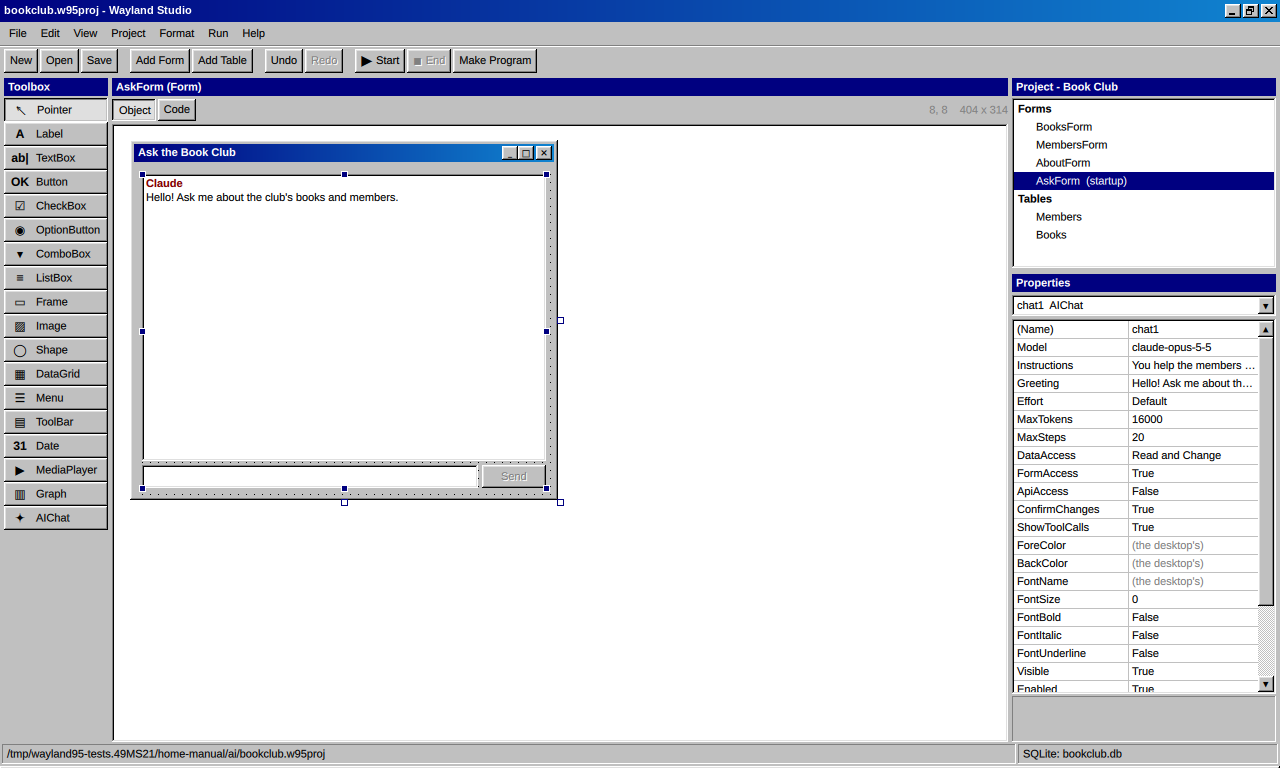 bookclub.w95proj - Wayland Studio
File Edit View Project Format Run Help
New Open Save Add Form Add Table Undo Redo Start End Make Program
Toolbox
Pointer
A Label
ab| TextBox
OK Button
CheckBox
OptionButton
ComboBox
ListBox
Frame
Image
Shape
DataGrid
Menu
ToolBar
31 Date
MediaPlayer
Graph
AIChat
AskForm (Form)
Object Code 8, 8 404 x 314
Ask the Book Club
Claude
Hello! Ask me about the club's books and members.
Send
Project - Book Club
Forms
BooksForm
MembersForm
AboutForm
AskForm (startup)
Tables
Members
Books
Properties
chat1 AIChat
(Name) chat1
Model claude-opus-5-5
Instructions You help the members ...
Greeting Hello! Ask me about th...
Effort Default
MaxTokens 16000
MaxSteps 20
DataAccess Read and Change
FormAccess True
ApiAccess False
ConfirmChanges True
ShowToolCalls True
ForeColor (the desktop's)
BackColor (the desktop's)
FontName (the desktop's)
FontSize 0
FontBold False
FontItalic False
FontUnderline False
Visible True
Enabled True
/tmp/wayland95-tests.49MS21/home-manual/ai/bookclub.w95proj
SQLite: bookclub.db